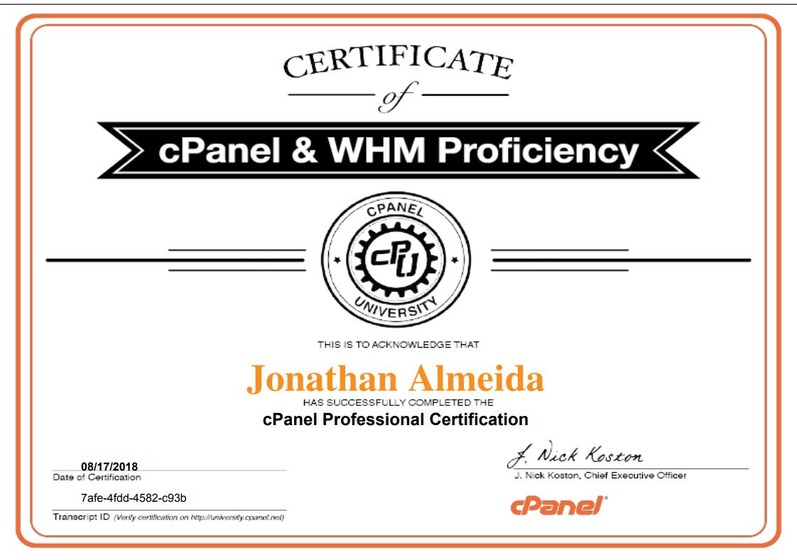 CERTIFICATE
of
cPanel & WHM Proficiency
CPANEL
CPU
UNIVERSITY
THIS IS TO ACKNOWLEDGE THAT
Jonathan Almeida
HAS SUCCESSFULLY COMPLETED THE
cPanel Professional Certification
08/17/2018
Date of Certification
J. Nick Koston
J. Nick Koston, Chief Executive Officer
7afe-4fdd-4582-c93b
Transcript ID (Verify certification on http://university.cpanel.net)
cPanel®